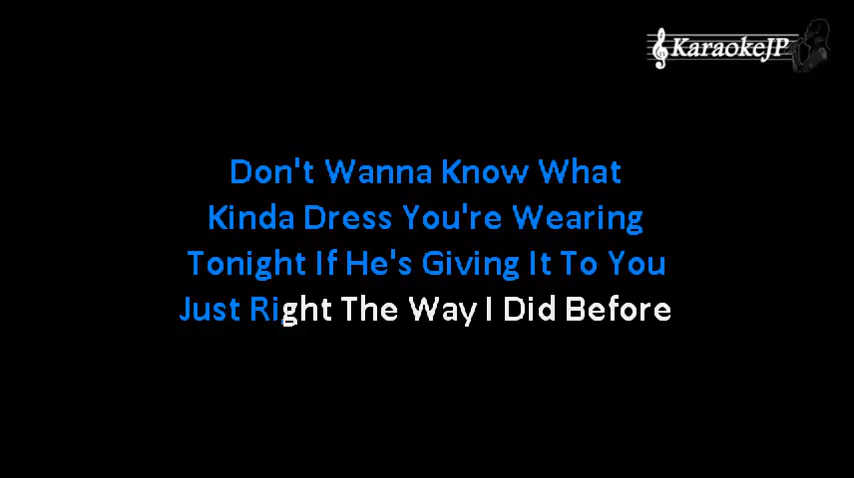 KaraokeJP
Don't Wanna Know What
Kinda Dress You're Wearing
Tonight If He's Giving It To You
Just Right The Way I Did Before